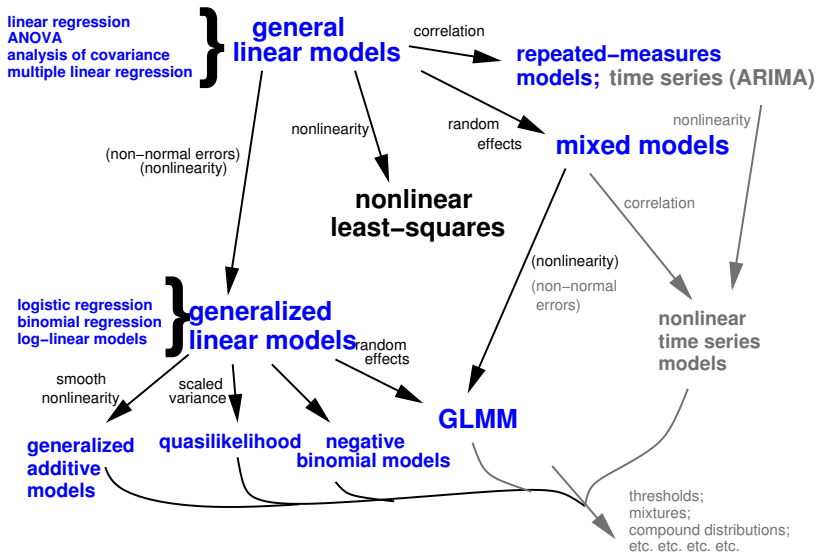 linear regression
ANOVA
analysis of covariance
multiple linear regression
general
linear models
correlation
repeated−measures
models; time series (ARIMA)
nonlinearity
random
effects
nonlinearity
mixed models
(non−normal errors)
(nonlinearity)
nonlinear
least−squares
correlation
(nonlinearity)
(non−normal
errors)
logistic regression
binomial regression
log−linear models
generalized
linear models
random
effects
nonlinear
time series
models
smooth
nonlinearity
scaled
variance
GLMM
generalized
additive
models
quasilikelihood
negative
binomial models
thresholds;
mixtures;
compound distributions;
etc. etc. etc. etc.